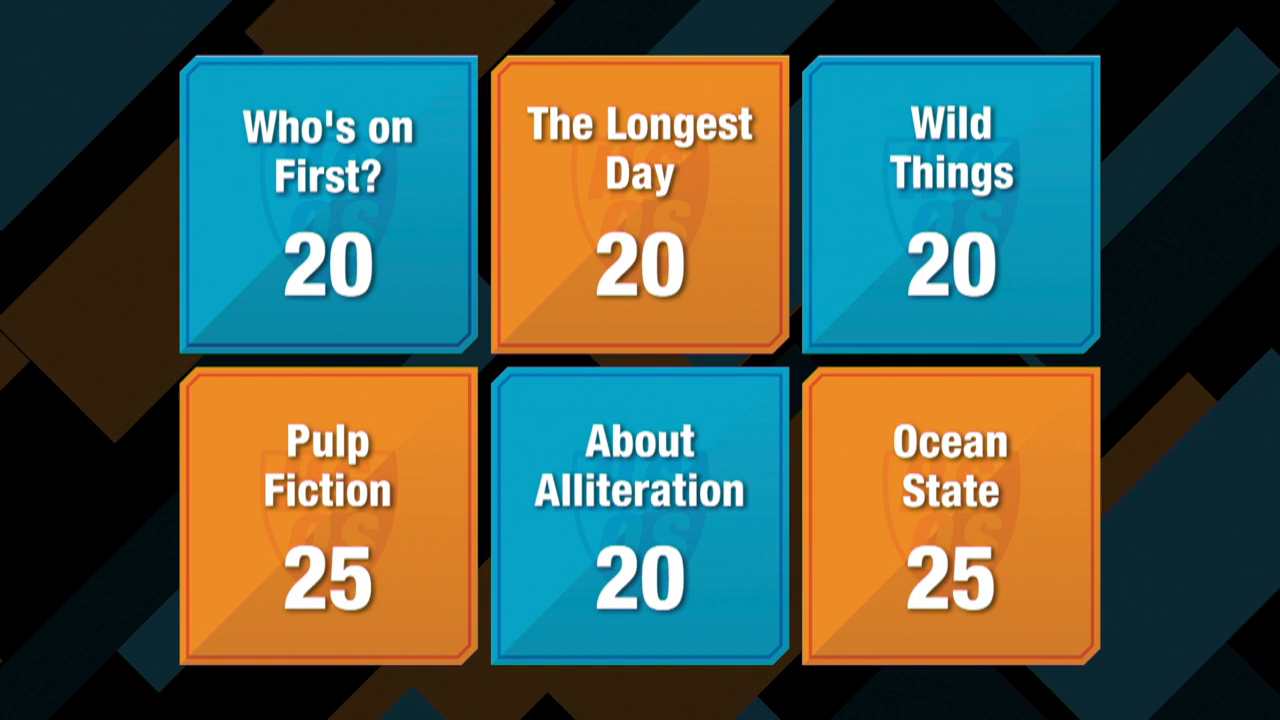 Who's on
First?
20
The Longest
Day
20
Wild
Things
20
Pulp
Fiction
25
About
Alliteration
20
Ocean
State
25